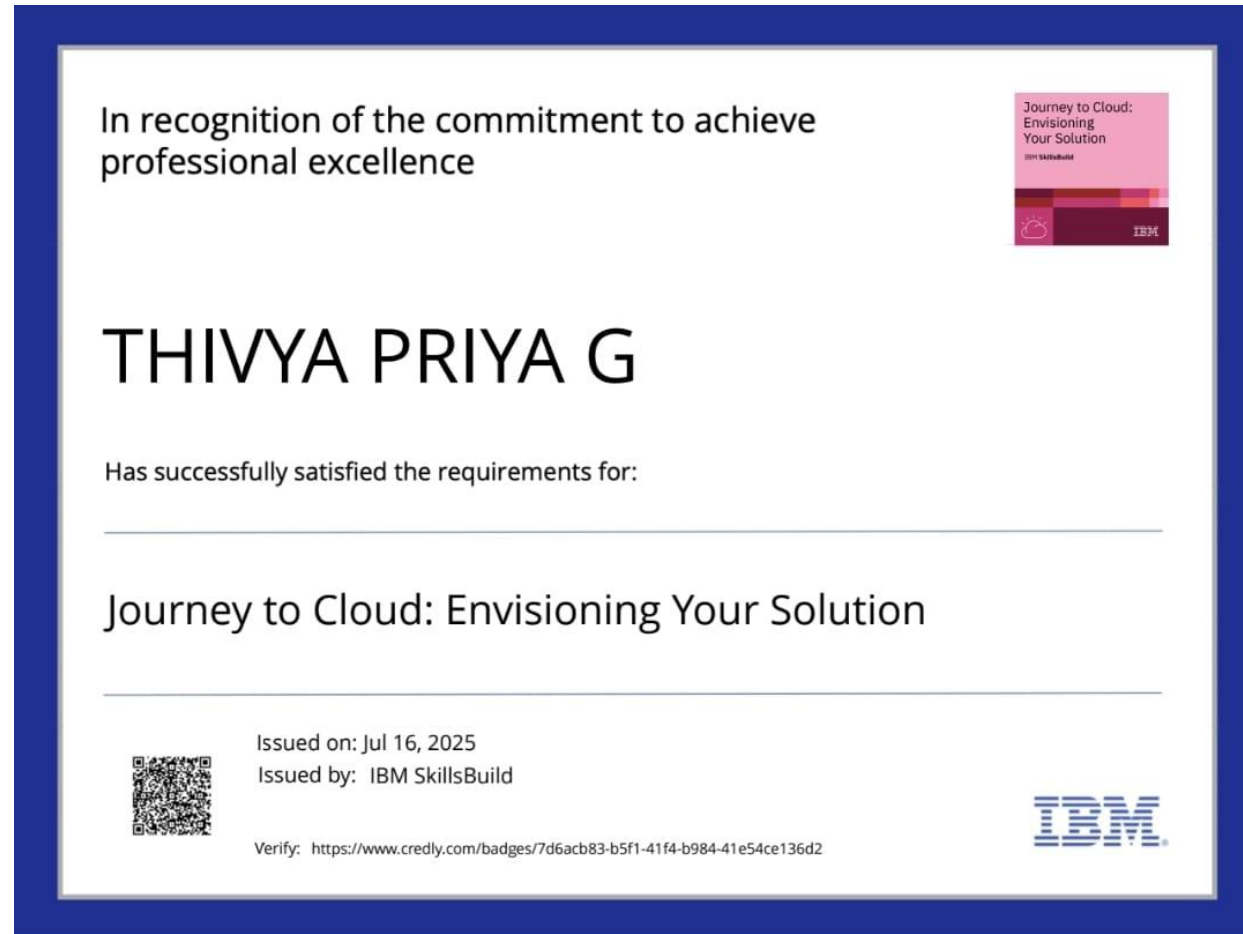 In recognition of the commitment to achieve
professional excellence
Journey to Cloud:
Envisioning
Your Solution
IBM SkillsBuild
IBM
THIVYA PRIYA G
Has successfully satisfied the requirements for:
Journey to Cloud: Envisioning Your Solution
Issued on: Jul 16, 2025
Issued by: IBM SkillsBuild
Verify: https://www.credly.com/badges/7d6acb83-b5f1-41f4-b984-41e54ce136d2
IBM.